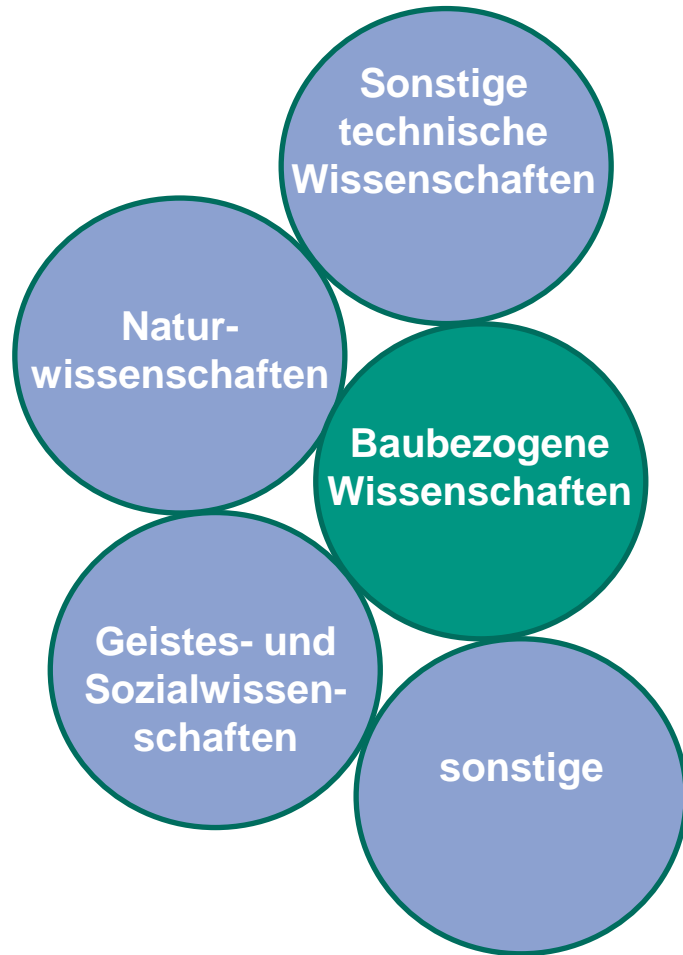 Sonstige
technische
Wissenschaften
Natur-
wissenschaften
Baubezogene
Wissenschaften
Geistes- und
Sozialwissen-
schaften
sonstige